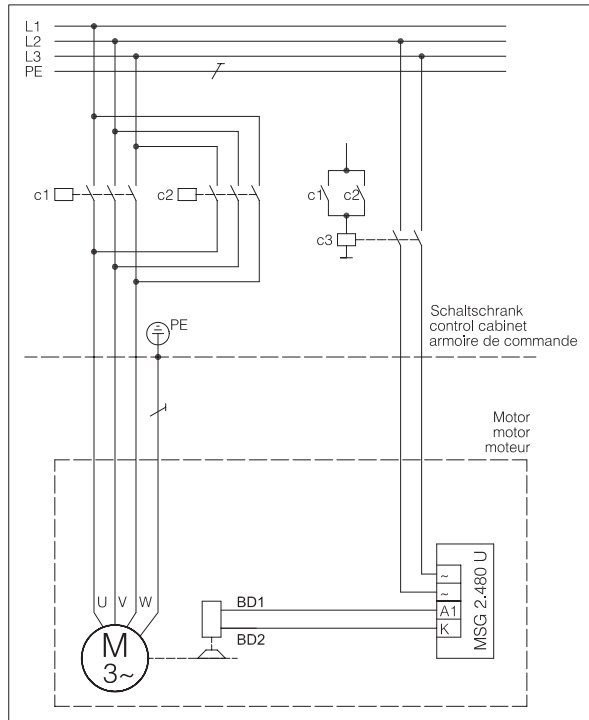 L1
L2
L3
PE
c1
c2
c1
c2
c3
PE
Schaltschrank
control cabinet
armoire de commande
Motor
motor
moteur
U
V
W
M
3~
BD1
BD2
~
~
A1
K
MSG 2.480 U